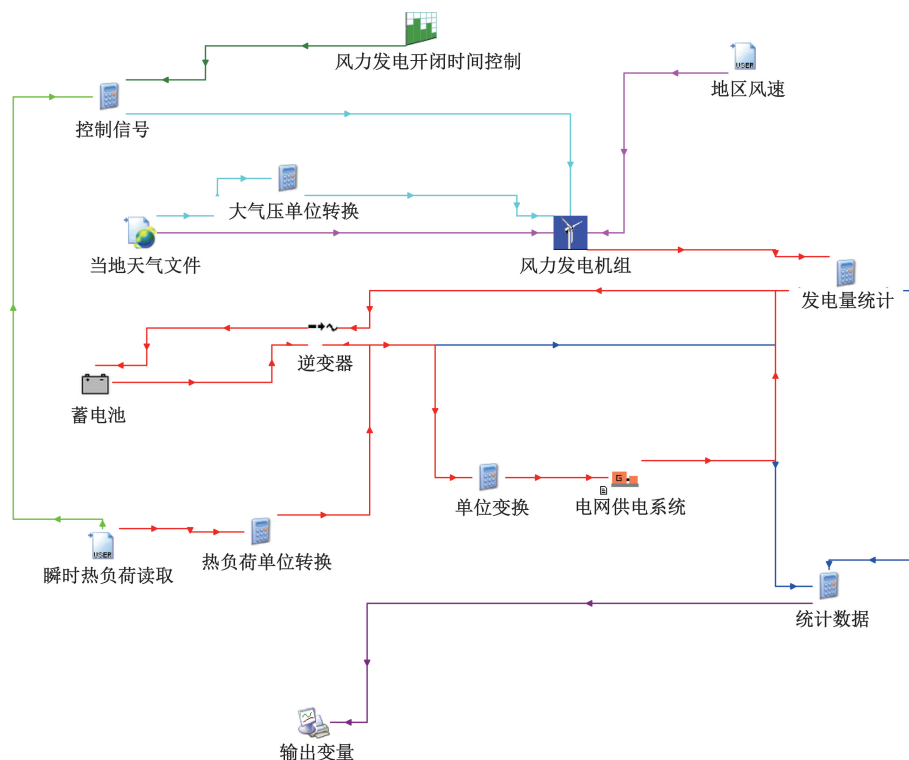 风力发电开闭时间控制
地区风速
控制信号
大气压单位转换
当地天气文件
风力发电机组
发电量统计
逆变器
蓄电池
单位变换
电网供电系统
热负荷单位转换
瞬时热负荷读取
统计数据
输出变量
USER
USER
G